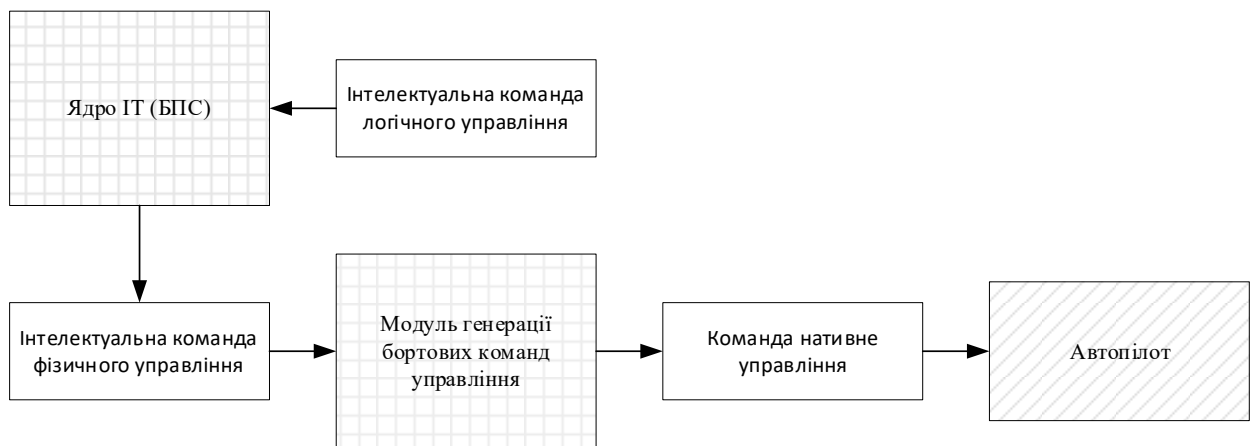 Ядро ІТ (БПС)
Інтелектуальна команда
логічного управління
Інтелектуальна команда
фізичного управління
Модуль генерації
бортових команд
управління
Команда нативне
управління
Автопілот